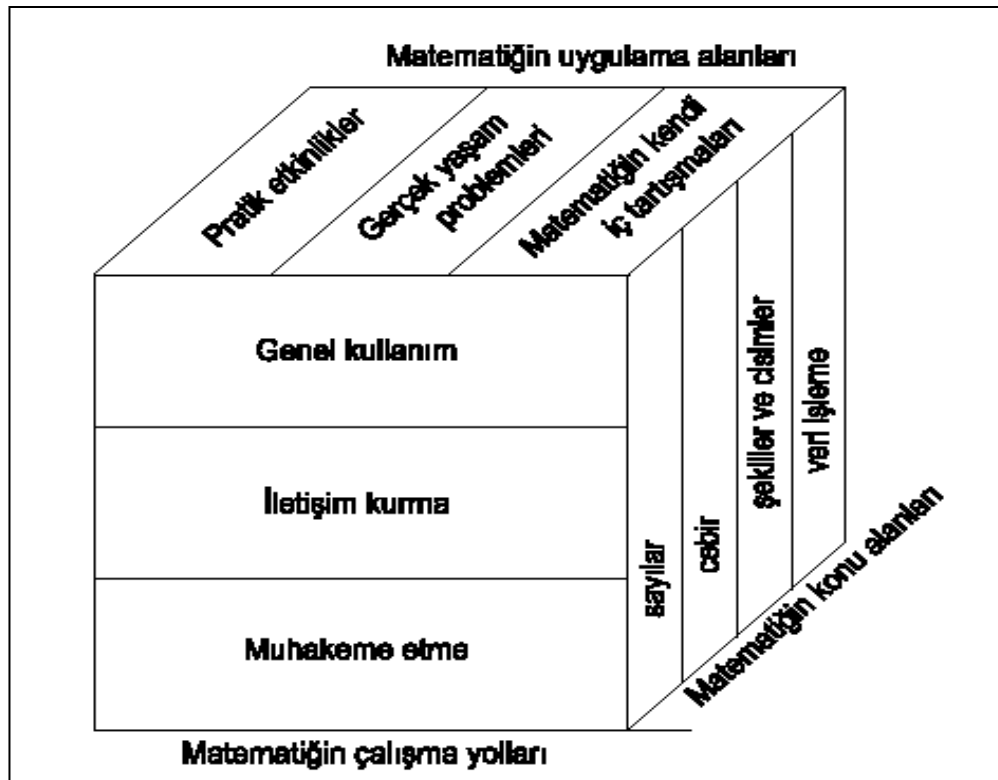 Matematiğin uygulama alanları
Pratik etkinlikler
Gerçek yaşam
problemleri
Matematiğin kendi
iç tartışmaları
Genel kullanım
İletişim kurma
Muhakeme etme
sayılar
cebir
şekiller ve cisimler
veri işleme
Matematiğin konu alanları
Matematiğin çalışma yolları